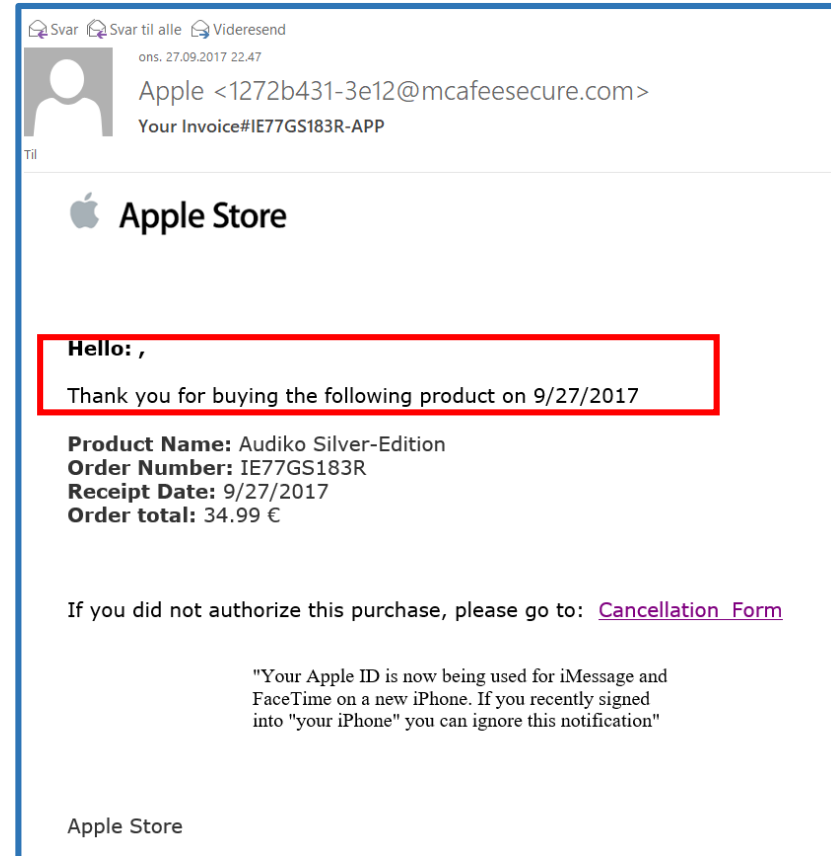 Svar Svar til alle Videresend
ons. 27.09.2017 22.47
Apple <1272b431-3e12@mcafeesecure.com>
Your Invoice#IE77GS183R-APP
Til
Apple Store
Hello: ,
Thank you for buying the following product on 9/27/2017
Product Name: Audiko Silver-Edition
Order Number: IE77GS183R
Receipt Date: 9/27/2017
Order total: 34.99 €
If you did not authorize this purchase, please go to: Cancellation Form
"Your Apple ID is now being used for iMessage and
FaceTime on a new iPhone. If you recently signed
into "your iPhone" you can ignore this notification"
Apple Store